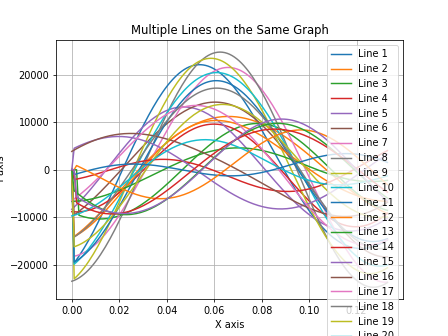 Multiple Lines on the Same Graph
20000
10000
0
−10000
−20000
0.00
0.02
0.04
0.06
0.08
0.10
X axis
axis
Line 1
Line 2
Line 3
Line 4
Line 5
Line 6
Line 7
Line 8
Line 9
Line 10
Line 11
Line 12
Line 13
Line 14
Line 15
Line 16
Line 17
Line 18
Line 19
Line 20